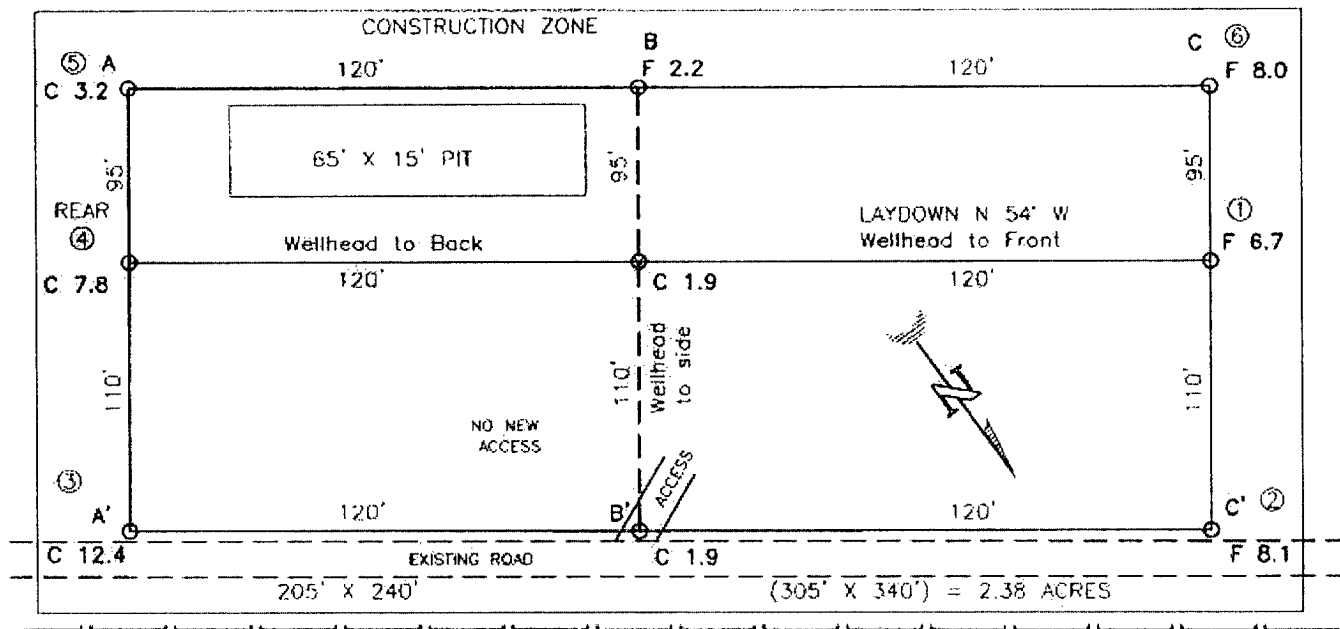 CONSTRUCTION ZONE
⑤ A
B
C ⑥
C 3.2
120'
F 2.2
120'
F 8.0
65' X 15' PIT
95'
95'
95'
REAR
④
Wellhead to Back
LAYDOWN N 54° W
Wellhead to Front
①
F 6.7
C 7.8
120'
C 1.9
120'
110'
110'
Wellhead
to side
110'
N
NO NEW
ACCESS
ACCESS
③
A'
120'
B'
120'
C' ②
C 12.4
EXISTING ROAD
C 1.9
F 8.1
205' X 240'
(305' X 340') = 2.38 ACRES